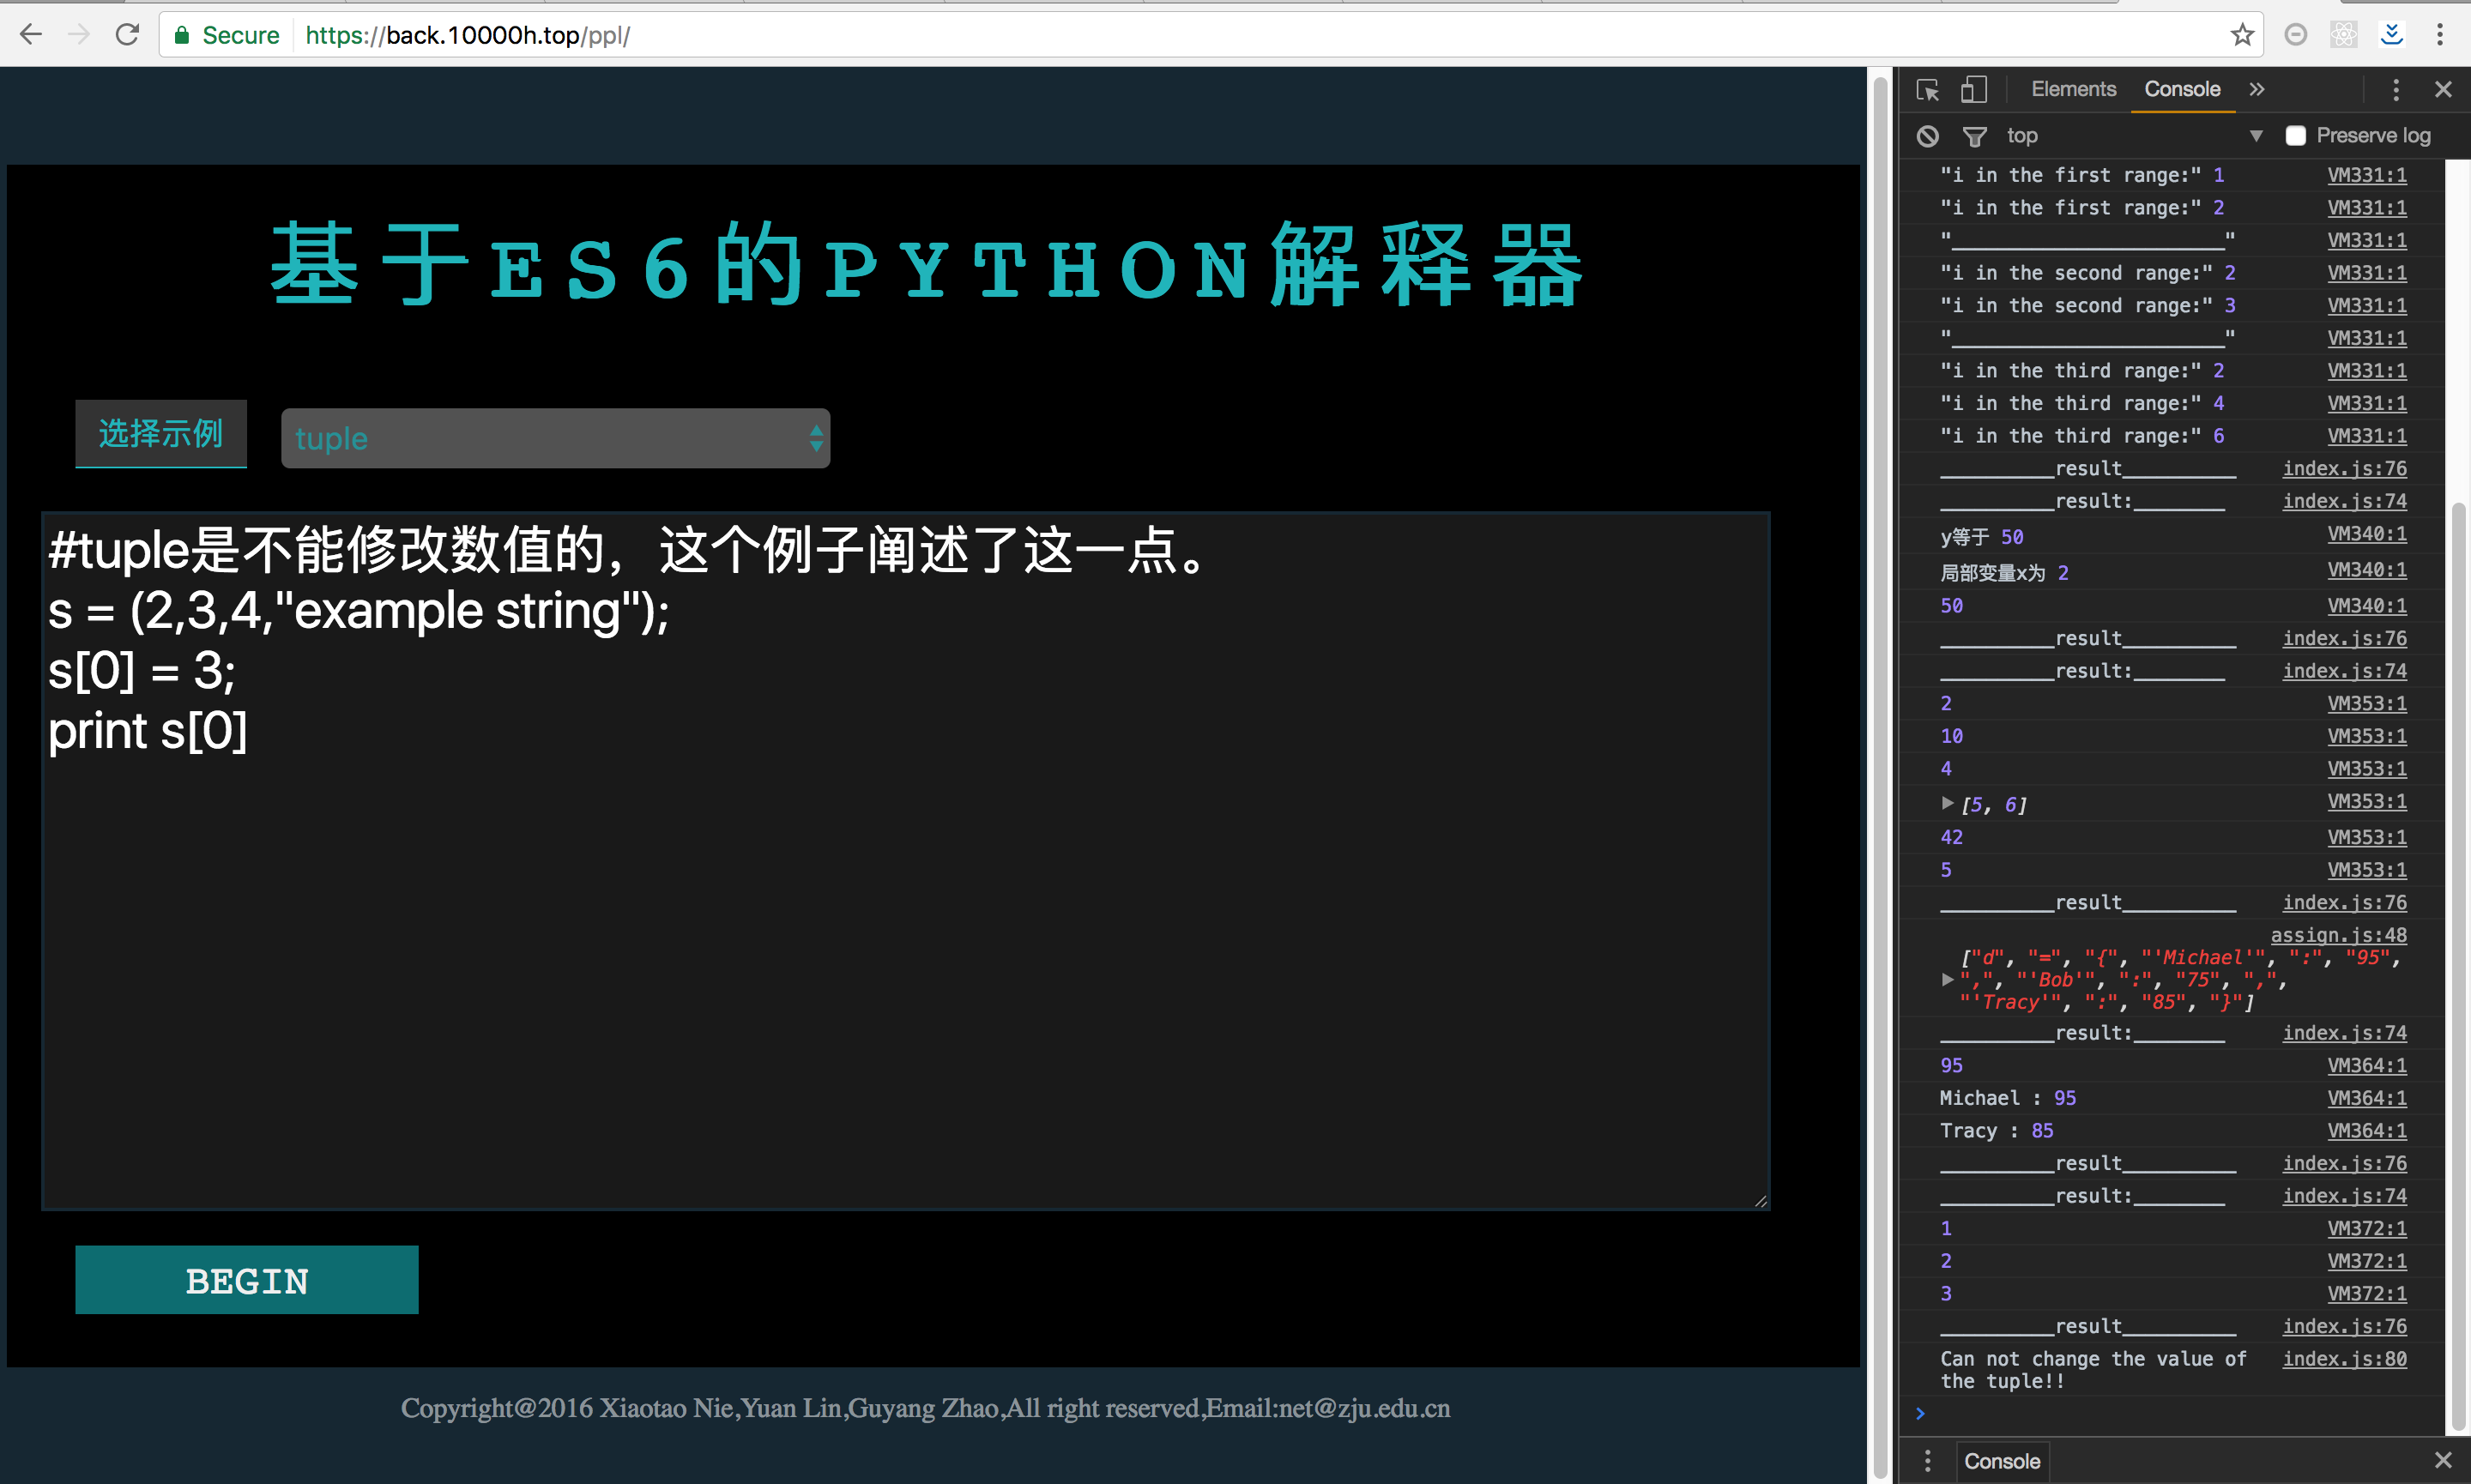 Secure https://back.10000h.top/ppl/
基于ES6的PYTHON解释器
选择示例 tuple
#tuple是不能修改数值的，这个例子阐述了这一点。
s = (2,3,4,"example string");
s[0] = 3;
print s[0]
BEGIN
Copyright@2016 Xiaotao Nie,Yuan Lin,Guyang Zhao,All right reserved,Email:net@zju.edu.cn
Elements Console »
top Preserve log
"i in the first range:" 1 VM331:1
"i in the first range:" 2 VM331:1
"________________________" VM331:1
"i in the second range:" 2 VM331:1
"i in the second range:" 3 VM331:1
"________________________" VM331:1
"i in the third range:" 2 VM331:1
"i in the third range:" 4 VM331:1
"i in the third range:" 6 VM331:1
__________result__________ index.js:76
__________result:________ index.js:74
y等于 50 VM340:1
局部变量x为 2 VM340:1
50 VM340:1
__________result__________ index.js:76
__________result:________ index.js:74
2 VM353:1
10 VM353:1
4 VM353:1
[5, 6] VM353:1
42 VM353:1
5 VM353:1
__________result__________ index.js:76
assign.js:48
["d", "=", "{", "'Michael'", ":", "95",
",", "'Bob'", ":", "75", ",",
"'Tracy'", ":", "85", "}"]
__________result:________ index.js:74
95 VM364:1
Michael : 95 VM364:1
Tracy : 85 VM364:1
__________result__________ index.js:76
__________result:________ index.js:74
1 VM372:1
2 VM372:1
3 VM372:1
__________result__________ index.js:76
Can not change the value of index.js:80
the tuple!!
Console